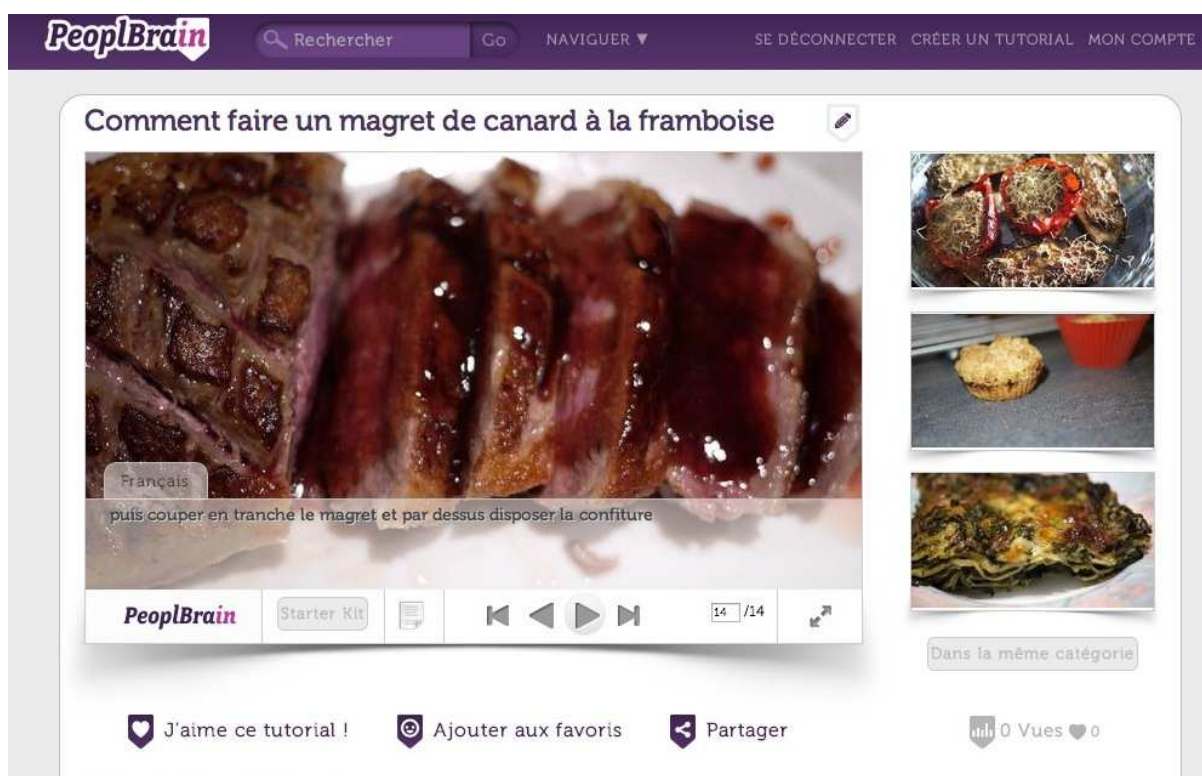 PeoplBrain
Rechercher
Go
NAVIGUER ▼
SE DÉCONNECTER
CRÉER UN TUTORIAL
MON COMPTE
Comment faire un magret de canard à la framboise
Français
puis couper en tranche le magret et par dessus disposer la confiture
PeoplBrain
Starter Kit
14 /14
Dans la même catégorie
J'aime ce tutorial !
Ajouter aux favoris
Partager
0 Vues
0